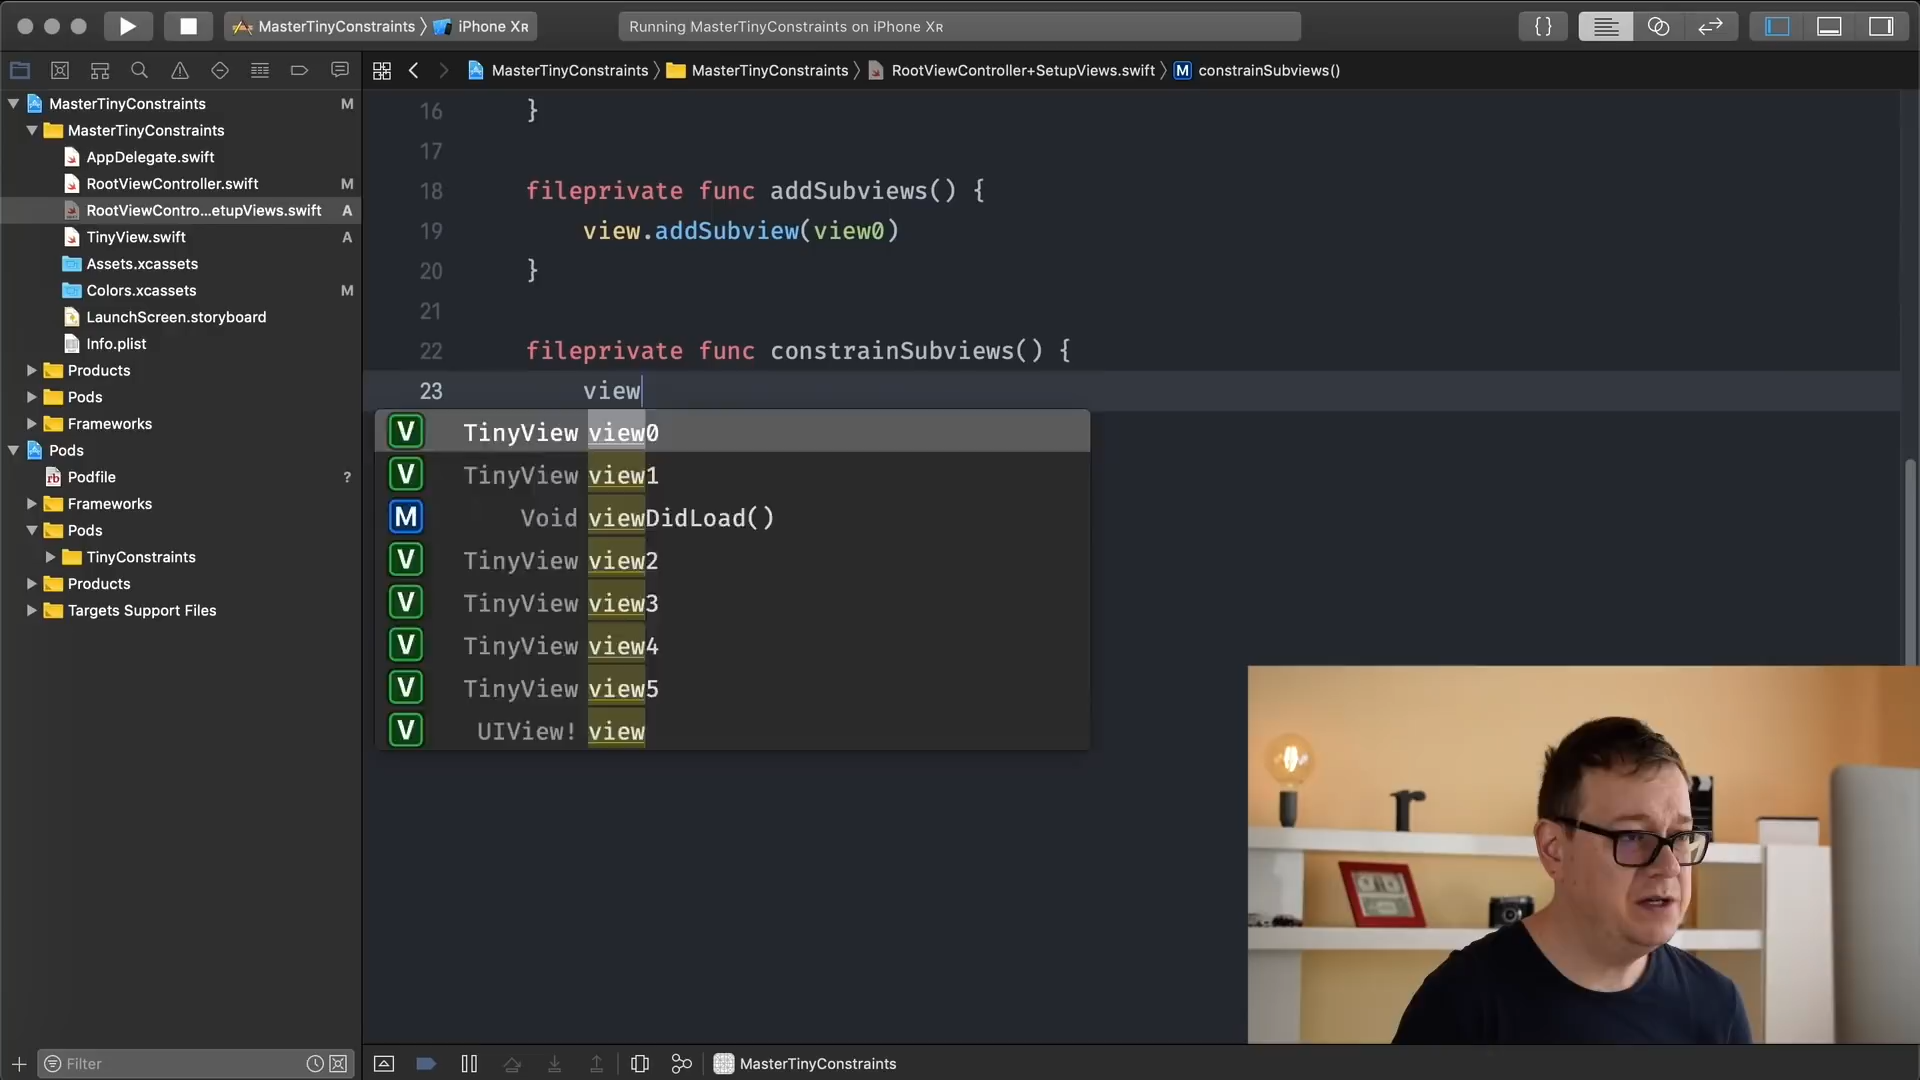 MasterTinyConstraints 〉 iPhone Xʀ
Running MasterTinyConstraints on iPhone Xʀ
{}
MasterTinyConstraints 〉 MasterTinyConstraints 〉 RootViewController+SetupViews.swift 〉 M constrainSubviews()
MasterTinyConstraints M
MasterTinyConstraints
AppDelegate.swift
RootViewController.swift M
RootViewContro...etupViews.swift A
TinyView.swift A
Assets.xcassets
Colors.xcassets M
LaunchScreen.storyboard
Info.plist
Products
Pods
Frameworks
Pods
rb Podfile ?
Frameworks
Pods
TinyConstraints
Products
Targets Support Files
Filter
16 }
17
18 fileprivate func addSubviews() {
19 view.addSubview(view0)
20 }
21
22 fileprivate func constrainSubviews() {
23 view
V TinyView view0
V TinyView view1
M Void viewDidLoad()
V TinyView view2
V TinyView view3
V TinyView view4
V TinyView view5
V UIView! view
MasterTinyConstraints